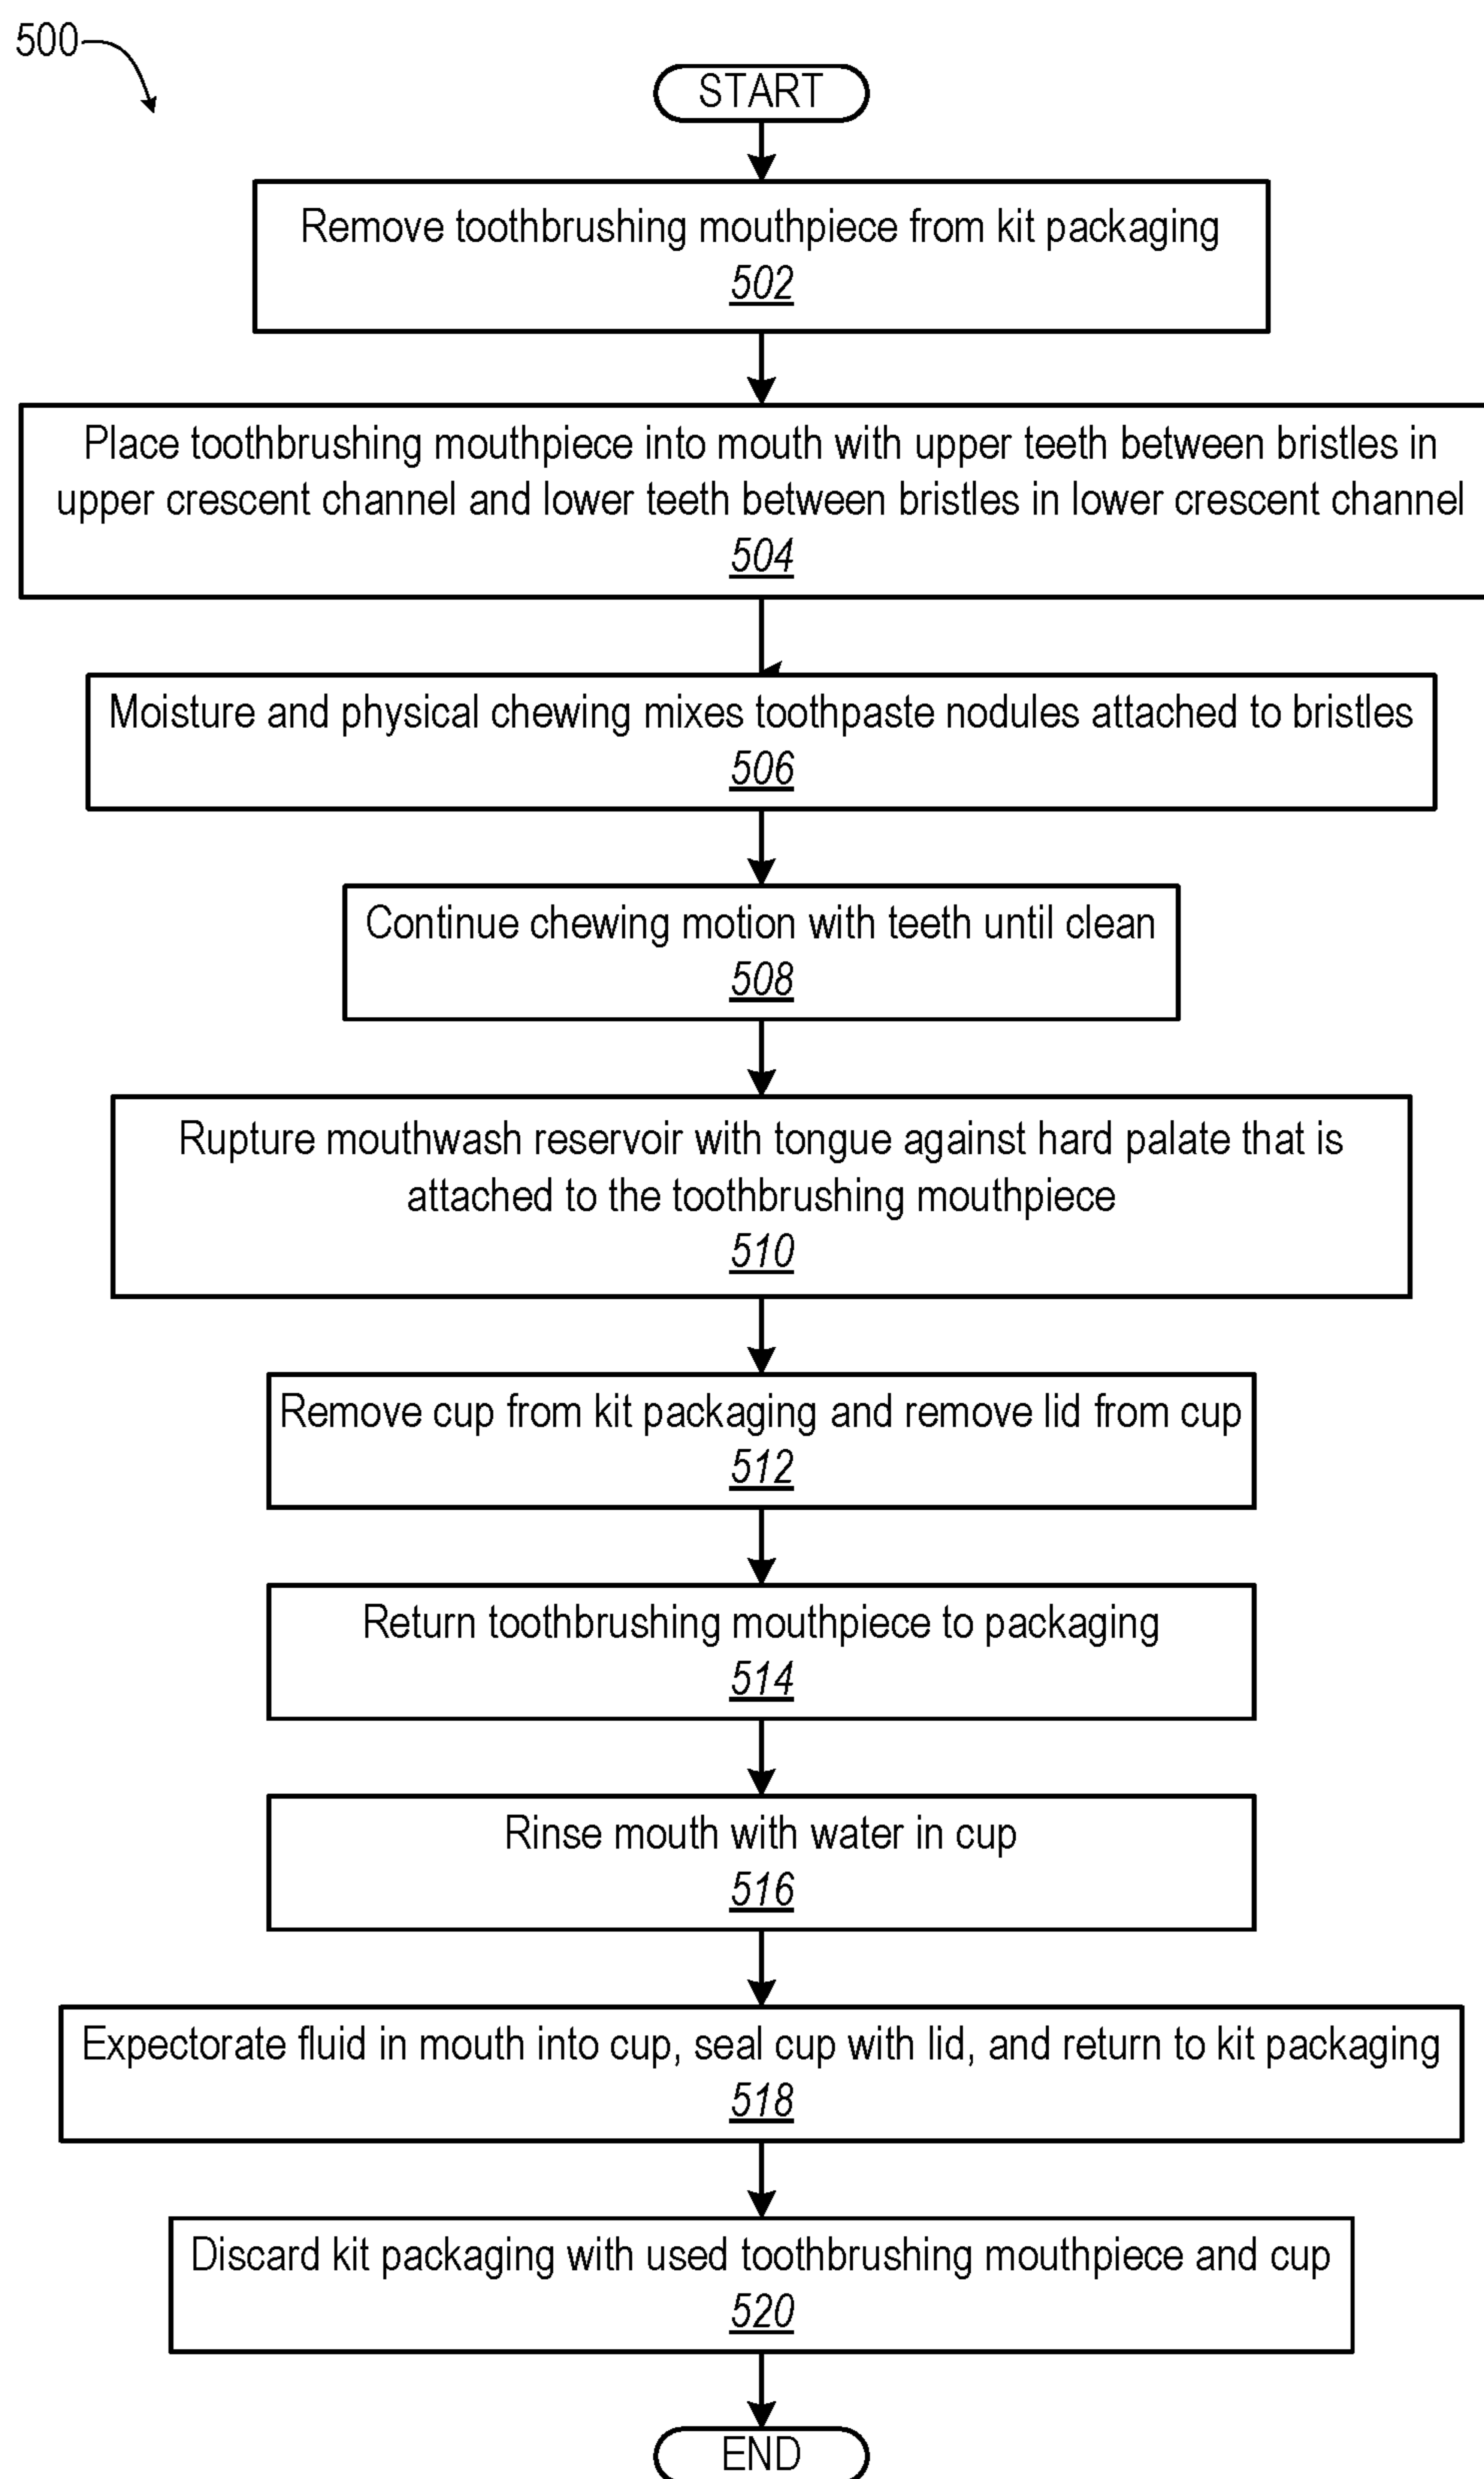 500
START
Remove toothbrushing mouthpiece from kit packaging
502
Place toothbrushing mouthpiece into mouth with upper teeth between bristles in
upper crescent channel and lower teeth between bristles in lower crescent channel
504
Moisture and physical chewing mixes toothpaste nodules attached to bristles
506
Continue chewing motion with teeth until clean
508
Rupture mouthwash reservoir with tongue against hard palate that is
attached to the toothbrushing mouthpiece
510
Remove cup from kit packaging and remove lid from cup
512
Return toothbrushing mouthpiece to packaging
514
Rinse mouth with water in cup
516
Expectorate fluid in mouth into cup, seal cup with lid, and return to kit packaging
518
Discard kit packaging with used toothbrushing mouthpiece and cup
520
END